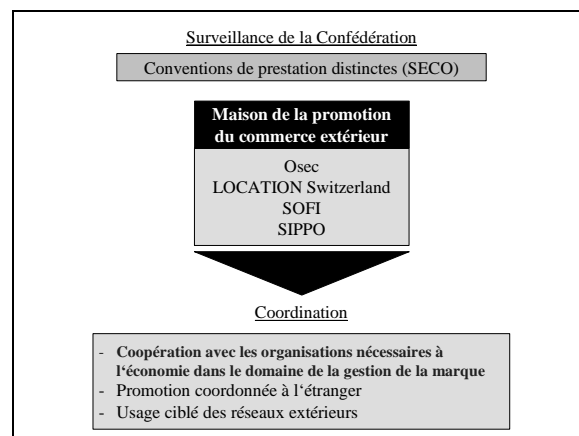 Surveillance de la Confédération
Conventions de prestation distinctes (SECO)
Maison de la promotion
du commerce extérieur
Osec
LOCATION Switzerland
SOFI
SIPPO
Coordination
- Coopération avec les organisations nécessaires à
l‘économie dans le domaine de la gestion de la marque
- Promotion coordonnée à l‘étranger
- Usage ciblé des réseaux extérieurs